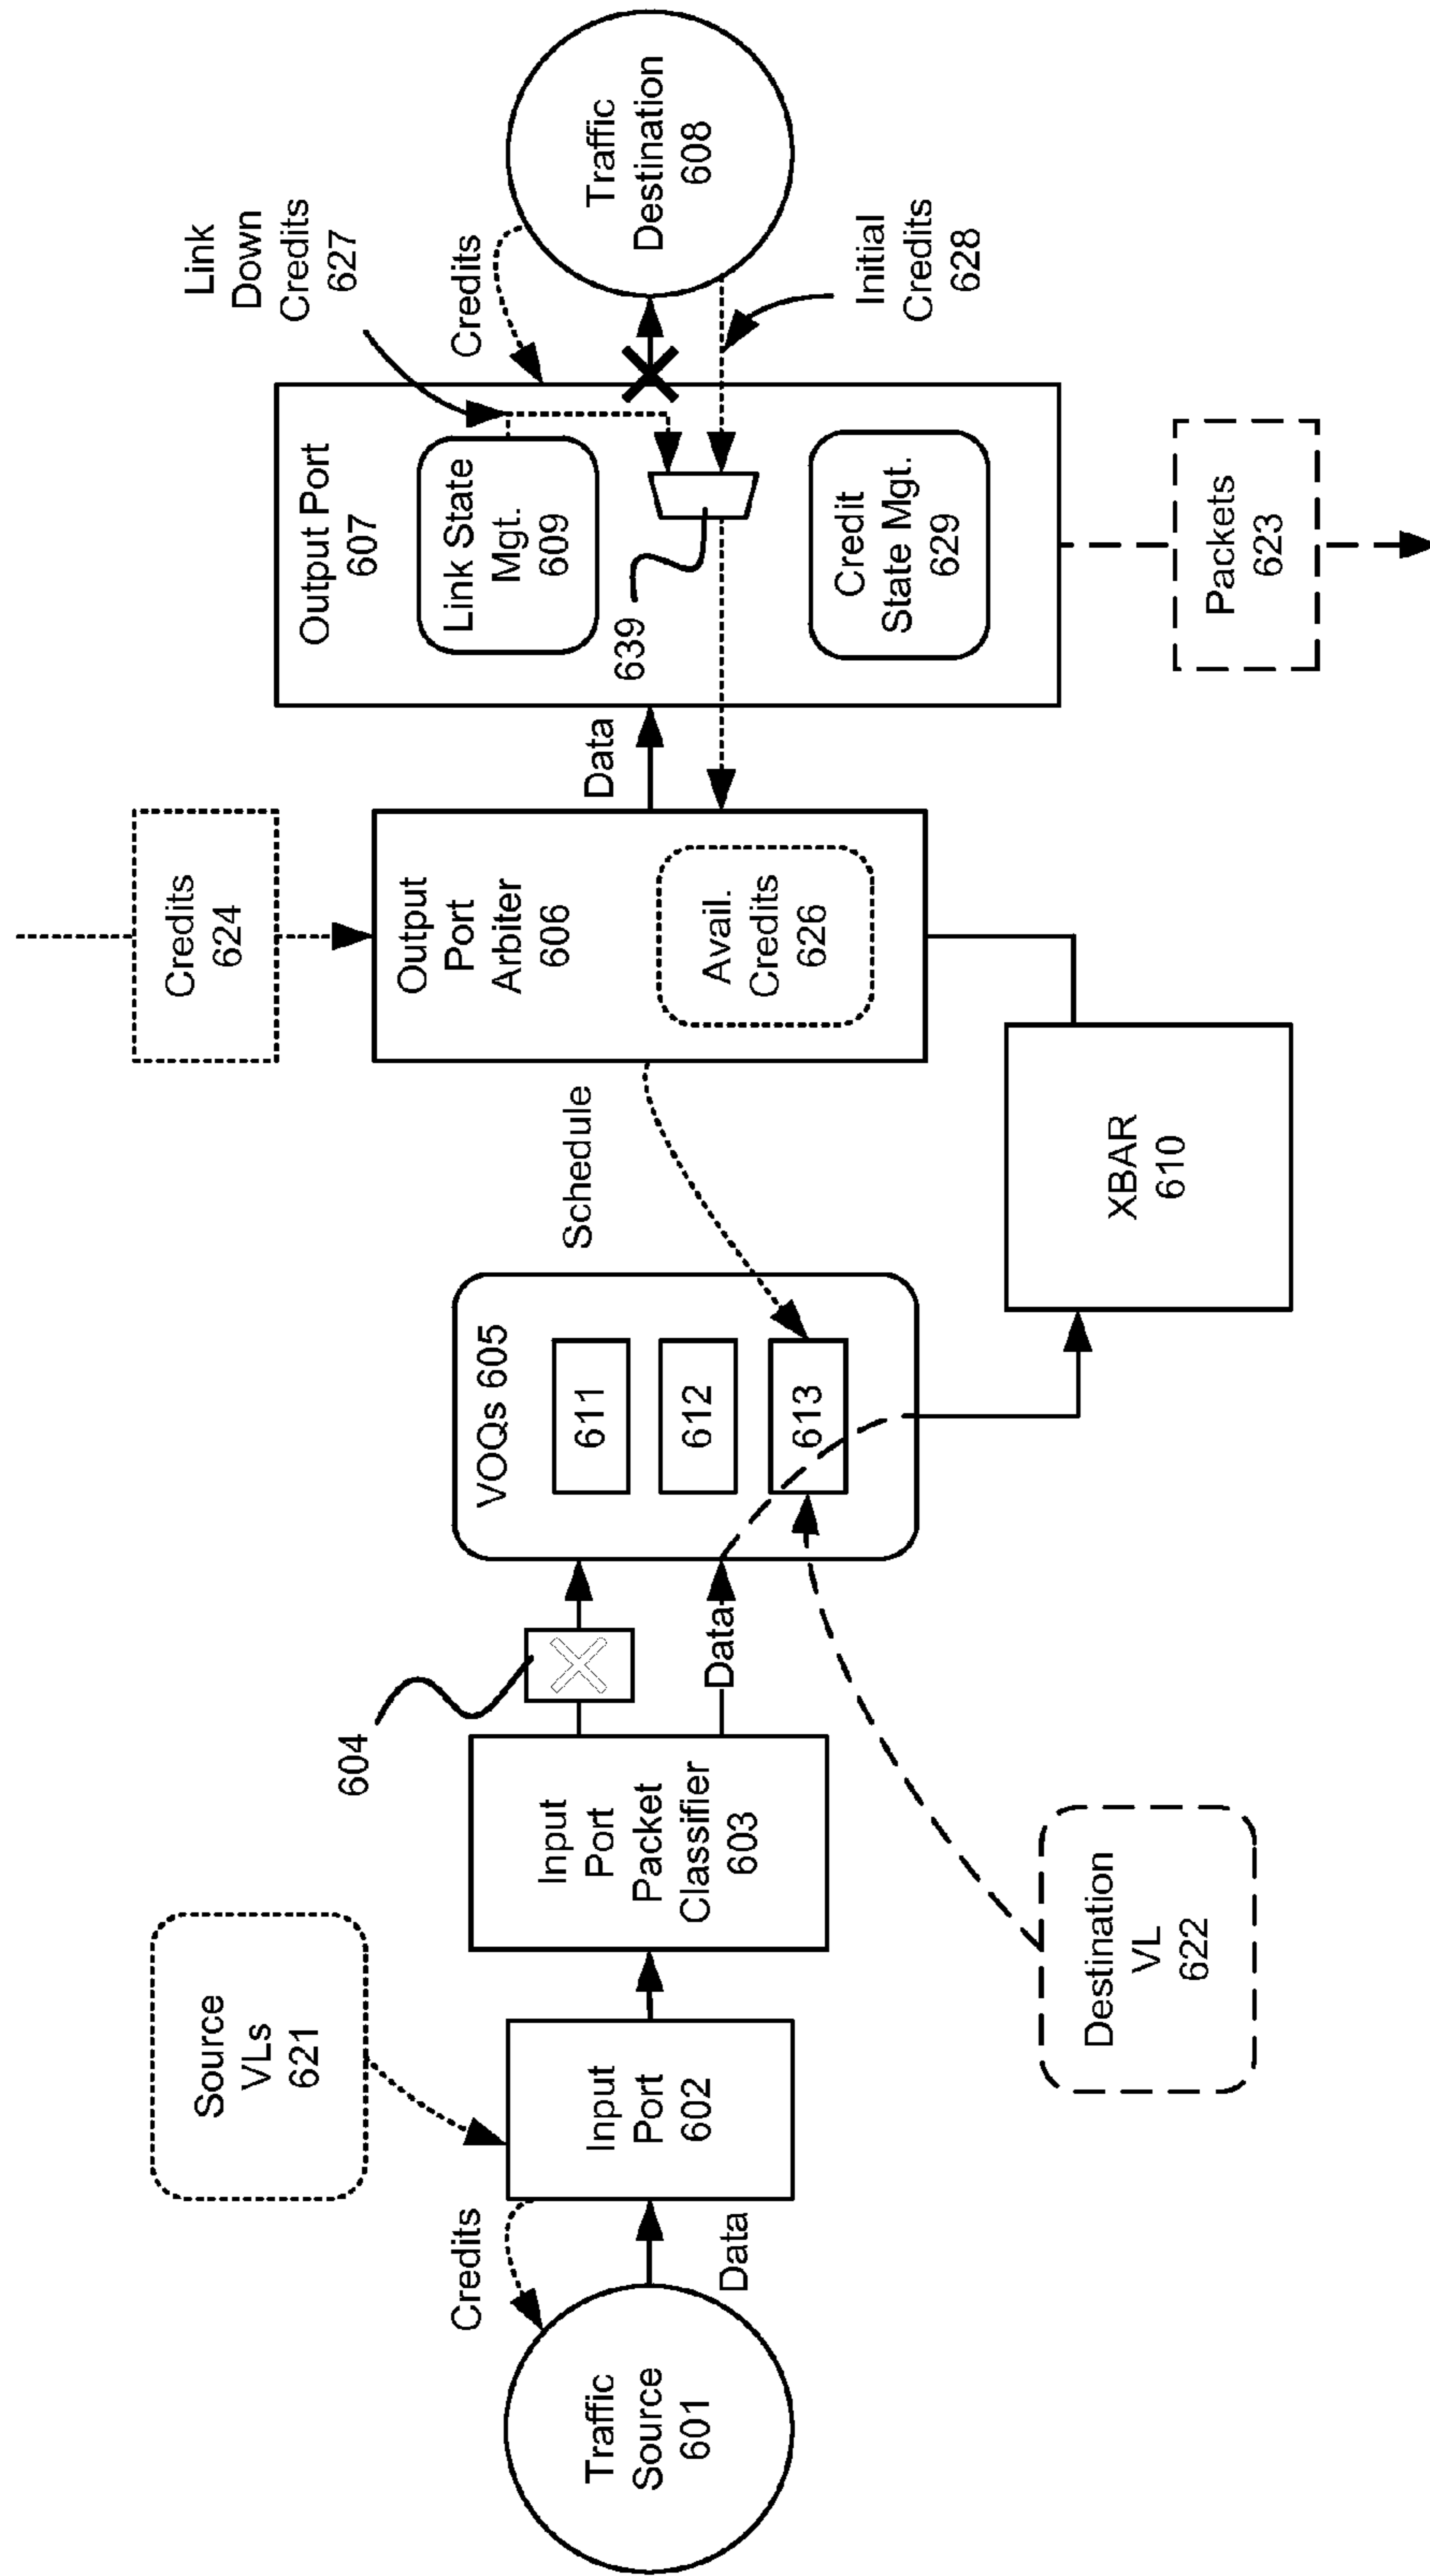 Traffic
Source
601
Credits
Data
Source
VLs
621
Input
Port
602
Input
Port
Packet
Classifier
603
604
Data
Destination
VL
622
VOQs 605
611
612
613
Schedule
XBAR
610
Credits
624
Output
Port
Arbiter
606
Avail.
Credits
626
Data
Output Port
607
Link State
Mgt.
609
639
Credit
State Mgt.
629
Packets
623
Link
Down
Credits
627
Credits
Initial
Credits
628
Traffic
Destination
608